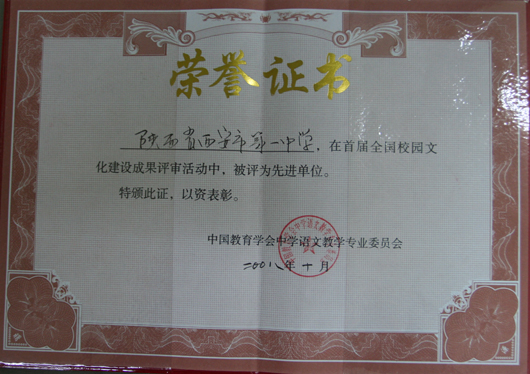 荣誉证书
陕西省西安市第一中学，在首届全国校园文
化建设成果评审活动中，被评为先进单位。
特颁此证，以资表彰。
中国教育学会中学语文教学专业委员会
二00八年十月